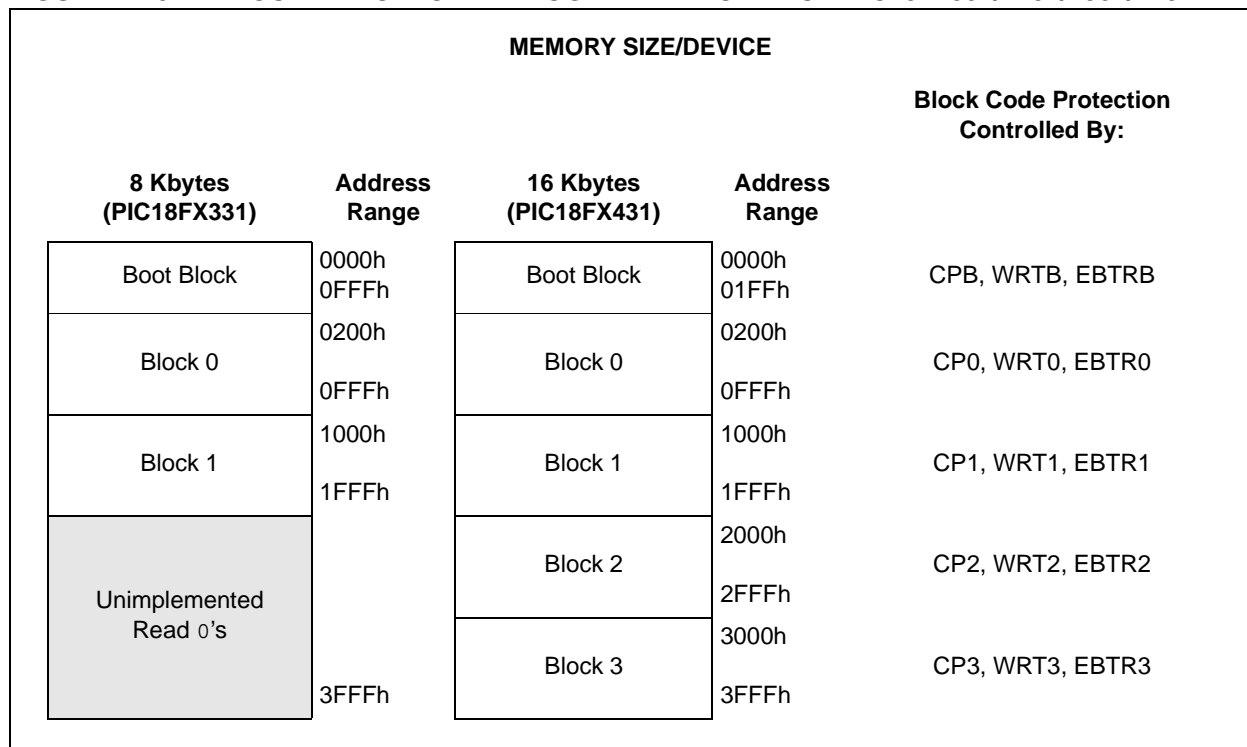 MEMORY SIZE/DEVICE
Block Code Protection
Controlled By:
8 Kbytes
(PIC18FX331)
Address
Range
16 Kbytes
(PIC18FX431)
Address
Range
Boot Block
0000h
0FFFh
Boot Block
0000h
01FFh
CPB, WRTB, EBTRB
Block 0
0200h
0FFFh
Block 0
0200h
0FFFh
CP0, WRT0, EBTR0
Block 1
1000h
1FFFh
Block 1
1000h
1FFFh
CP1, WRT1, EBTR1
Unimplemented
Read 0's
3FFFh
Block 2
2000h
2FFFh
CP2, WRT2, EBTR2
Block 3
3000h
3FFFh
CP3, WRT3, EBTR3